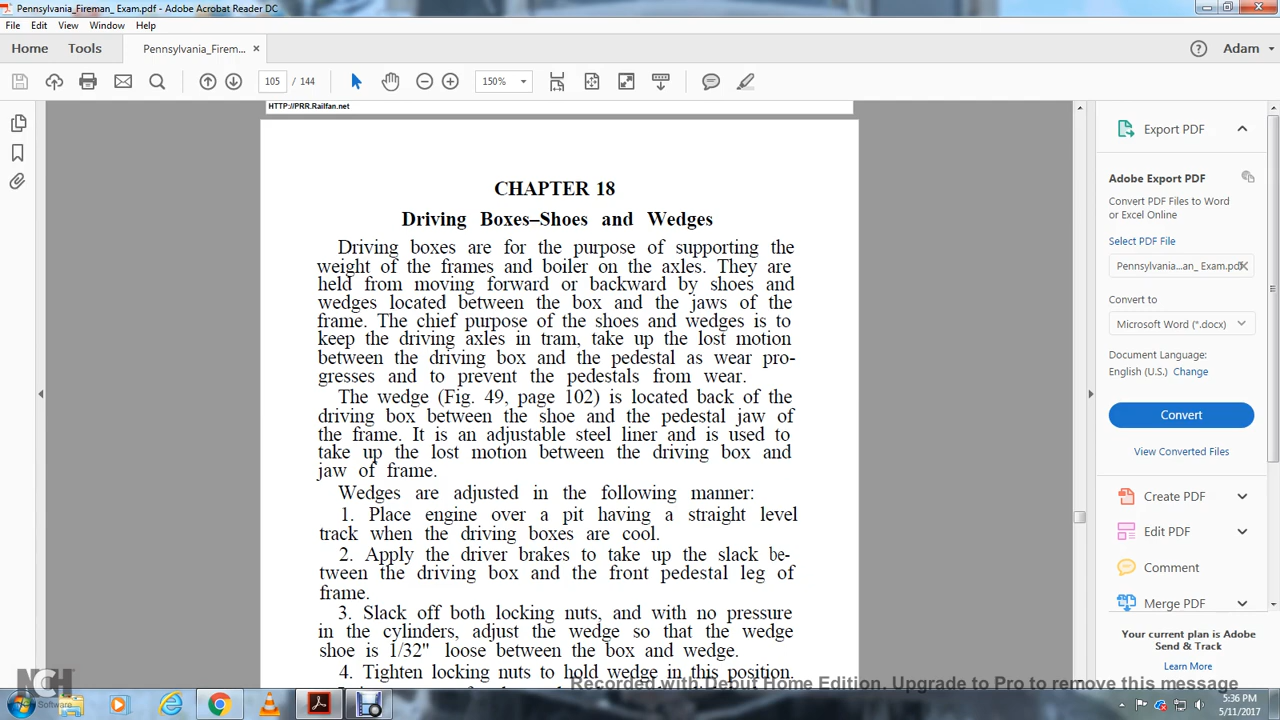 Pennsylvania_Fireman_ Exam.pdf - Adobe Acrobat Reader DC
File Edit View Window Help
Home Tools Pennsylvania_Firem... Adam
105 / 144 150%
HTTP://PRR.Railfan.net
CHAPTER 18
Driving Boxes–Shoes and Wedges
Driving boxes are for the purpose of supporting the
weight of the frames and boiler on the axles. They are
held from moving forward or backward by shoes and
wedges located between the box and the jaws of the
frame. The chief purpose of the shoes and wedges is to
keep the driving axles in tram, take up the lost motion
between the driving box and the pedestal as wear pro-
gresses and to prevent the pedestals from wear.
The wedge (Fig. 49, page 102) is located back of the
driving box between the shoe and the pedestal jaw of
the frame. It is an adjustable steel liner and is used to
take up the lost motion between the driving box and
jaw of frame.
Wedges are adjusted in the following manner:
1. Place engine over a pit having a straight level
track when the driving boxes are cool.
2. Apply the driver brakes to take up the slack be-
tween the driving box and the front pedestal leg of
frame.
3. Slack off both locking nuts, and with no pressure
in the cylinders, adjust the wedge so that the wedge
shoe is 1/32" loose between the box and wedge.
4. Tighten locking nuts to hold wedge in this position.
Export PDF
Adobe Export PDF
Convert PDF Files to Word
or Excel Online
Select PDF File
Pennsylvania...an_ Exam.pdf
Convert to
Microsoft Word (*.docx)
Document Language:
English (U.S.) Change
Convert
View Converted Files
Create PDF
Edit PDF
Comment
Merge PDF
Your current plan is Adobe
Send & Track
Learn More
NCH
Software
Recorded with Debut Home Edition. Upgrade to Pro to remove this message
5:36 PM
5/11/2017